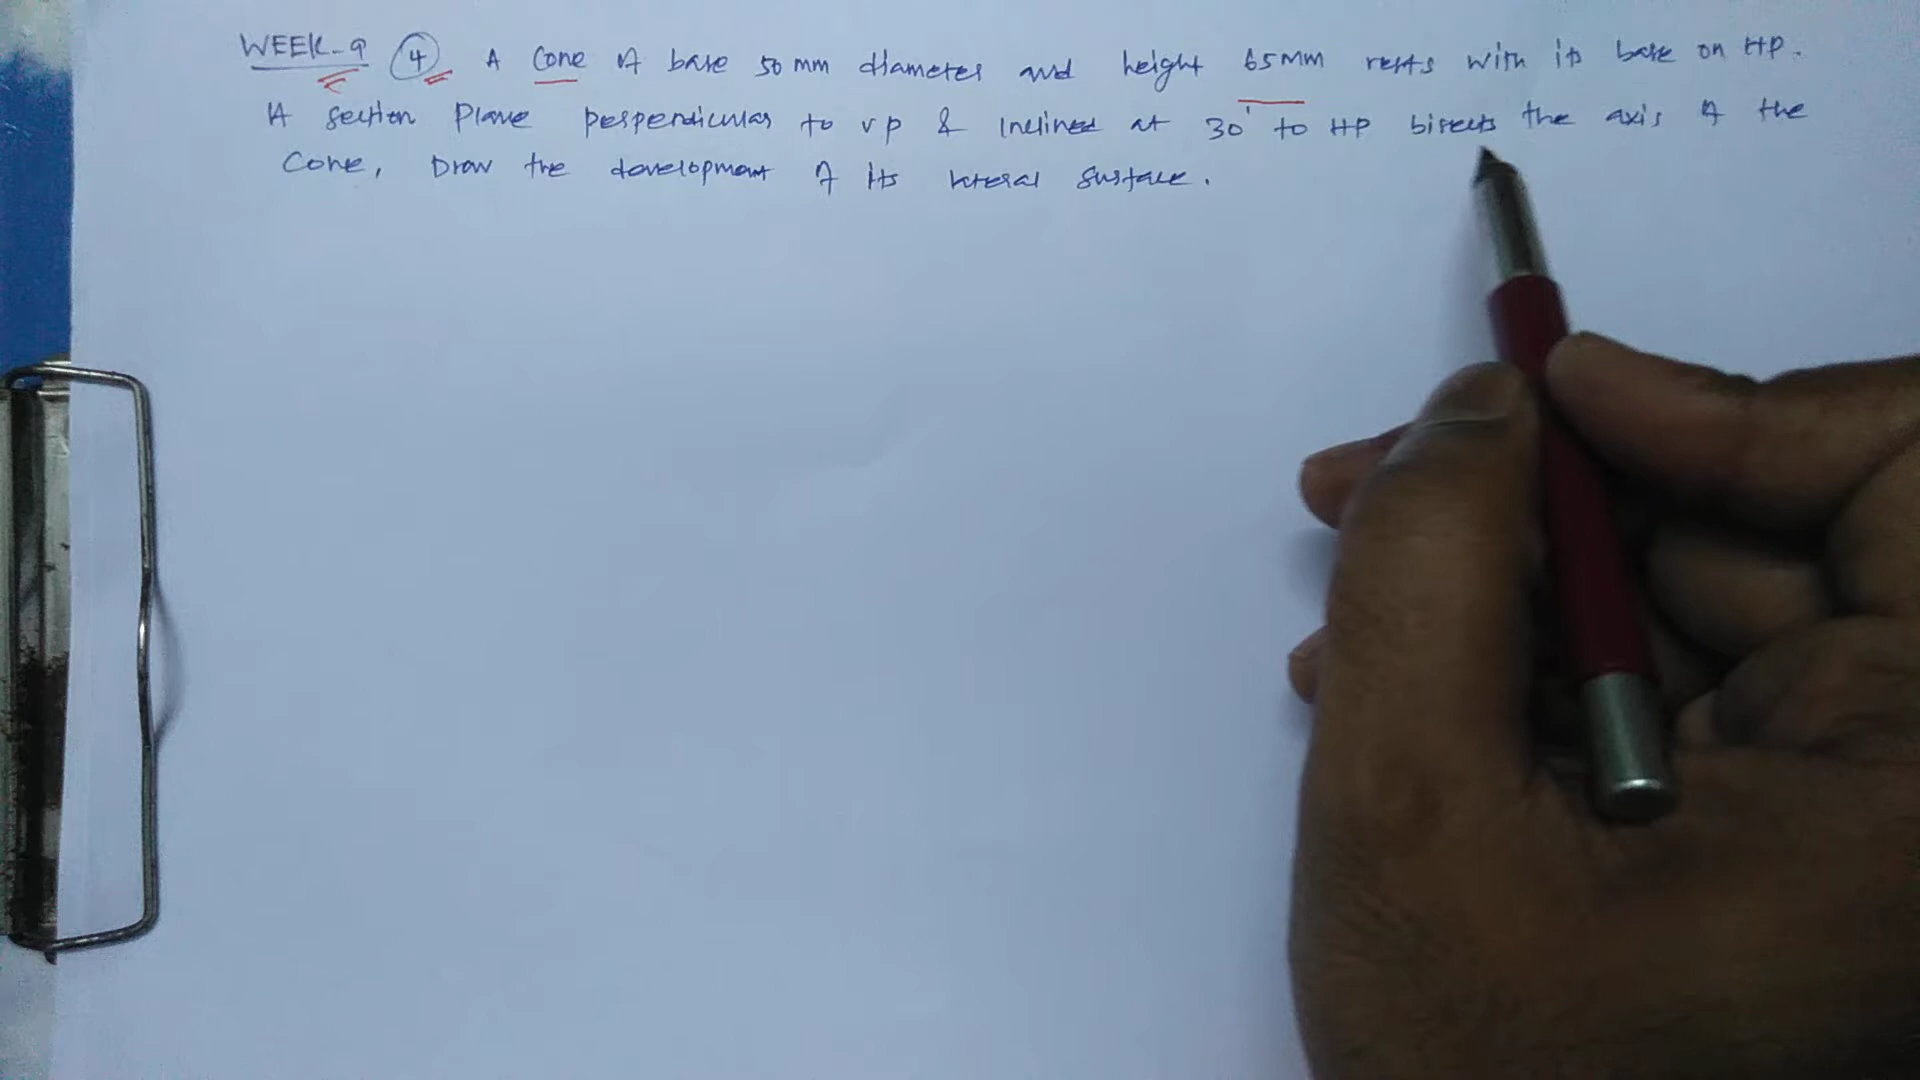 WEEK-9 4 A Cone of base 50 mm diameter and height 65mm rests with its base on HP.
A section Plane perpendicular to VP & Inclined at 30° to HP bisects the axis of the
Cone, Draw the development of its lateral surface.